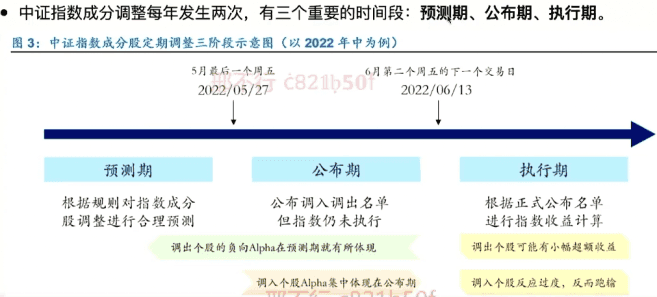 • 中证指数成分调整每年发生两次，有三个重要的时间段：预测期、公布期、执行期。
图 3：中证指数成分股定期调整三阶段示意图（以 2022 年中为例）
5月最后一个周五
6月第二个周五的下一个交易日
2022/05/27
2022/06/13
预测期
公布期
执行期
根据规则对指数成分
股调整进行合理预测
公布调入调出名单
但指数仍未执行
根据正式公布名单
进行指数收益计算
调出个股的负向Alpha在预测期就有所体现
调出个股可能有小幅超额收益
调入个股Alpha集中体现在公布期
调入个股反应过度，反而跑输